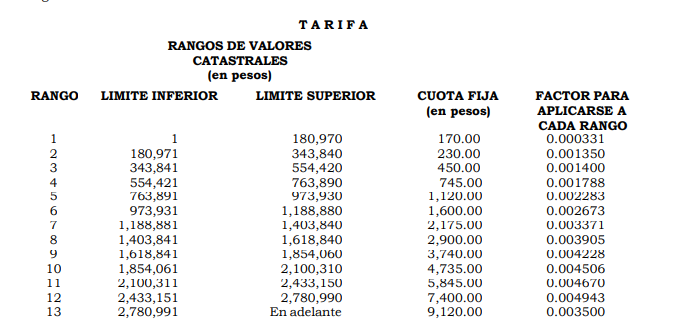 T A R I F A
RANGOS DE VALORES
CATASTRALES
(en pesos)
RANGO LIMITE INFERIOR LIMITE SUPERIOR CUOTA FIJA FACTOR PARA
(en pesos) APLICARSE A
CADA RANGO
1 1 180,970 170.00 0.000331
2 180,971 343,840 230.00 0.001350
3 343,841 554,420 450.00 0.001400
4 554,421 763,890 745.00 0.001788
5 763,891 973,930 1,120.00 0.002283
6 973,931 1,188,880 1,600.00 0.002673
7 1,188,881 1,403,840 2,175.00 0.003371
8 1,403,841 1,618,840 2,900.00 0.003905
9 1,618,841 1,854,060 3,740.00 0.004228
10 1,854,061 2,100,310 4,735.00 0.004506
11 2,100,311 2,433,150 5,845.00 0.004670
12 2,433,151 2,780,990 7,400.00 0.004943
13 2,780,991 En adelante 9,120.00 0.003500